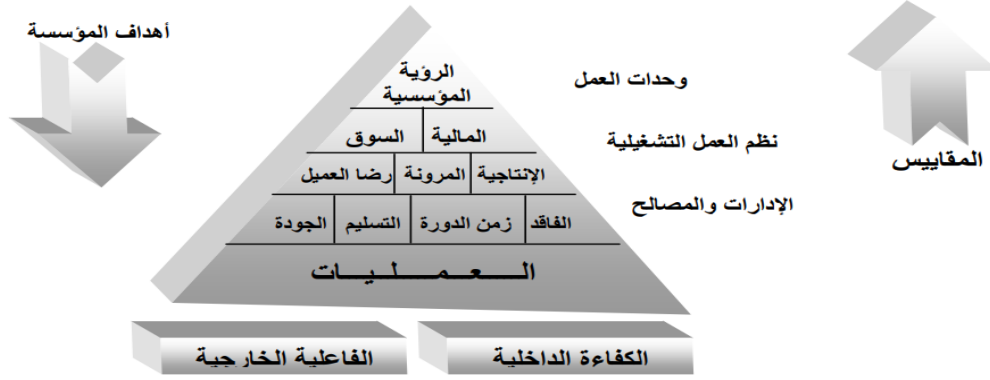 أهداف المؤسسة
الرؤية
المؤسسية
وحدات العمل
المالية
السوق
نظم العمل التشغيلية
المقاييس
الإنتاجية
المرونة
رضا العميل
الإدارات والمصالح
الفاقد
زمن الدورة
التسليم
الجودة
الـــــعـــمـــــلـــيـــات
الكفاءة الداخلية
الفاعلية الخارجية